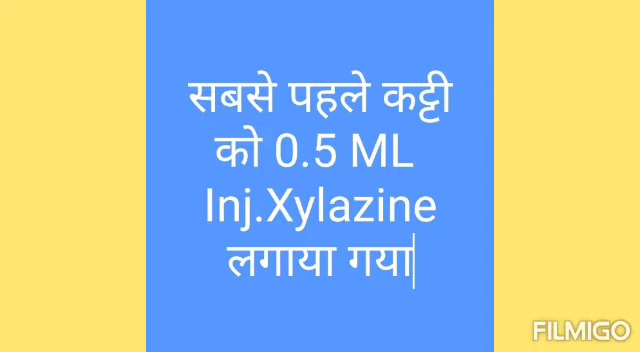 सबसे पहले कट्टी
को 0.5 ML
Inj.Xylazine
लगाया गया
FILMIGO